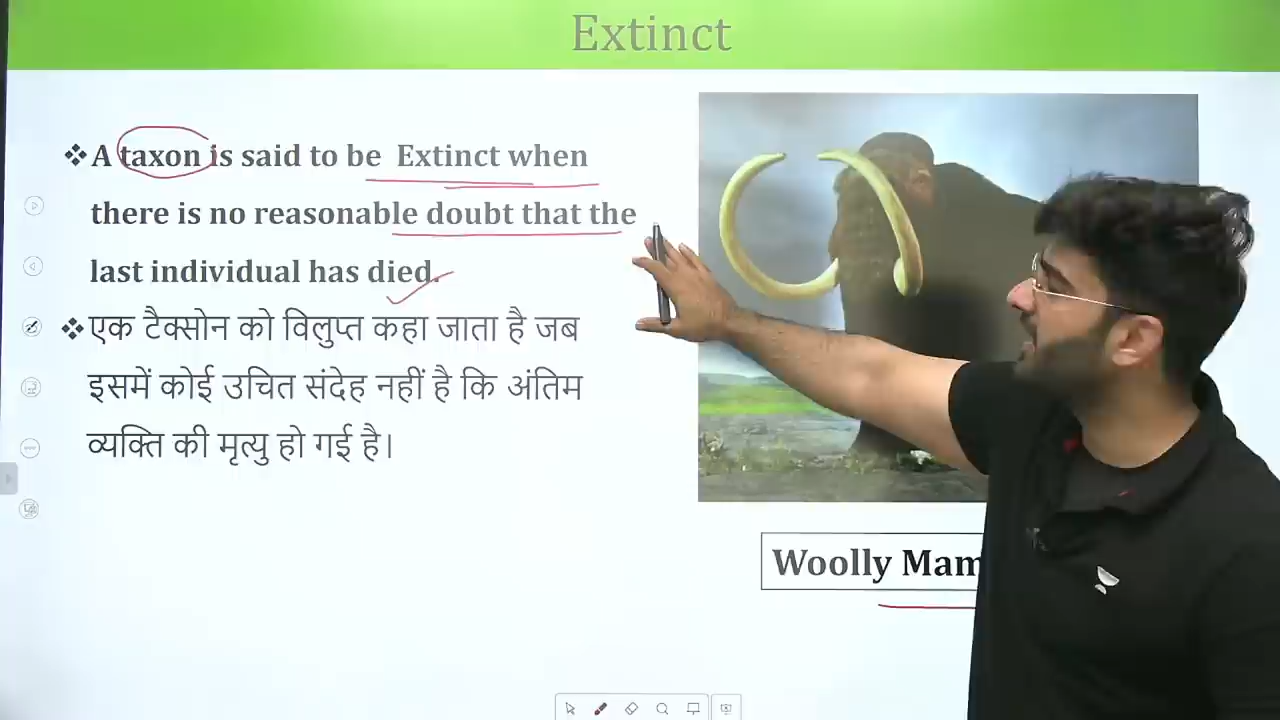 Extinct
❖A taxon is said to be Extinct when
there is no reasonable doubt that the
last individual has died.
❖एक टैक्सोन को विलुप्त कहा जाता है जब
इसमें कोई उचित संदेह नहीं है कि अंतिम
व्यक्ति की मृत्यु हो गई है।
Woolly Mam